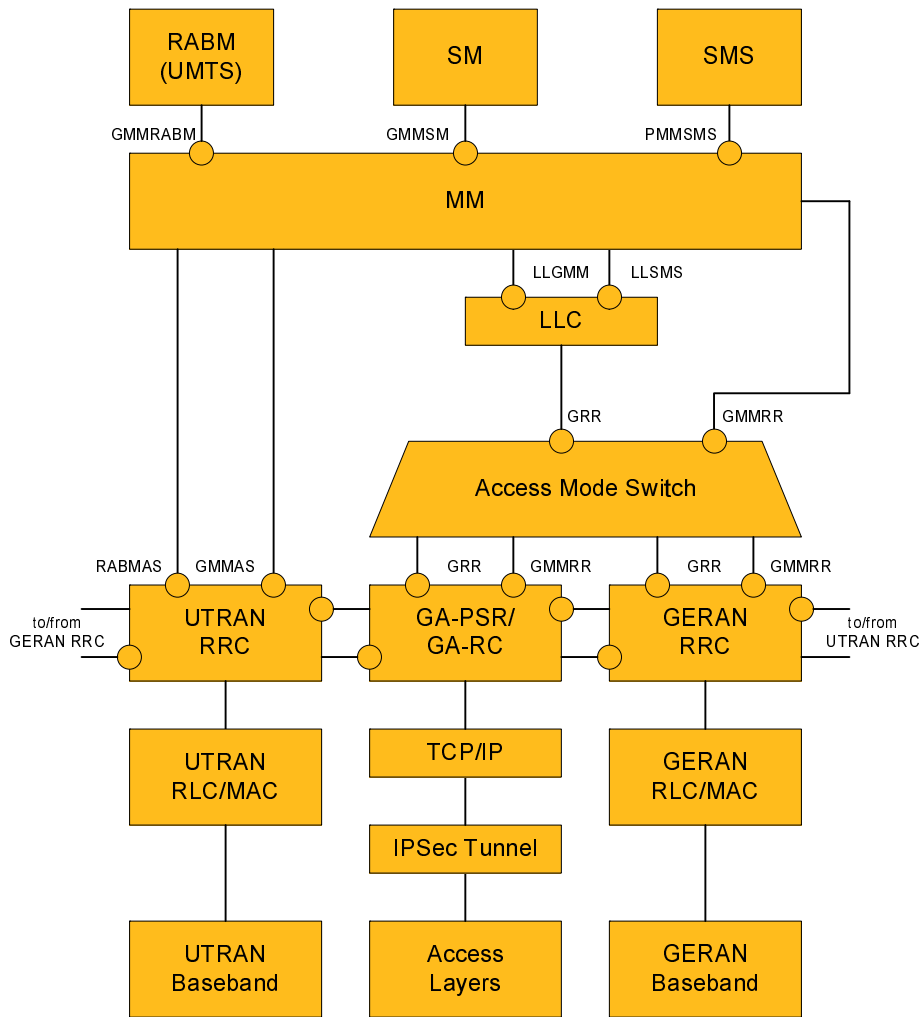 RABM
(UMTS)
SM
SMS
GMMRABM
GMMSM
PMMSMS
MM
LLGMM
LLSMS
LLC
GRR
GMMRR
Access Mode Switch
RABMAS
GMMAS
GRR
GMMRR
GRR
GMMRR
to/from
GERAN RRC
UTRAN
RRC
GA-PSR/
GA-RC
GERAN
RRC
to/from
UTRAN RRC
UTRAN
RLC/MAC
TCP/IP
GERAN
RLC/MAC
IPSec Tunnel
UTRAN
Baseband
Access
Layers
GERAN
Baseband